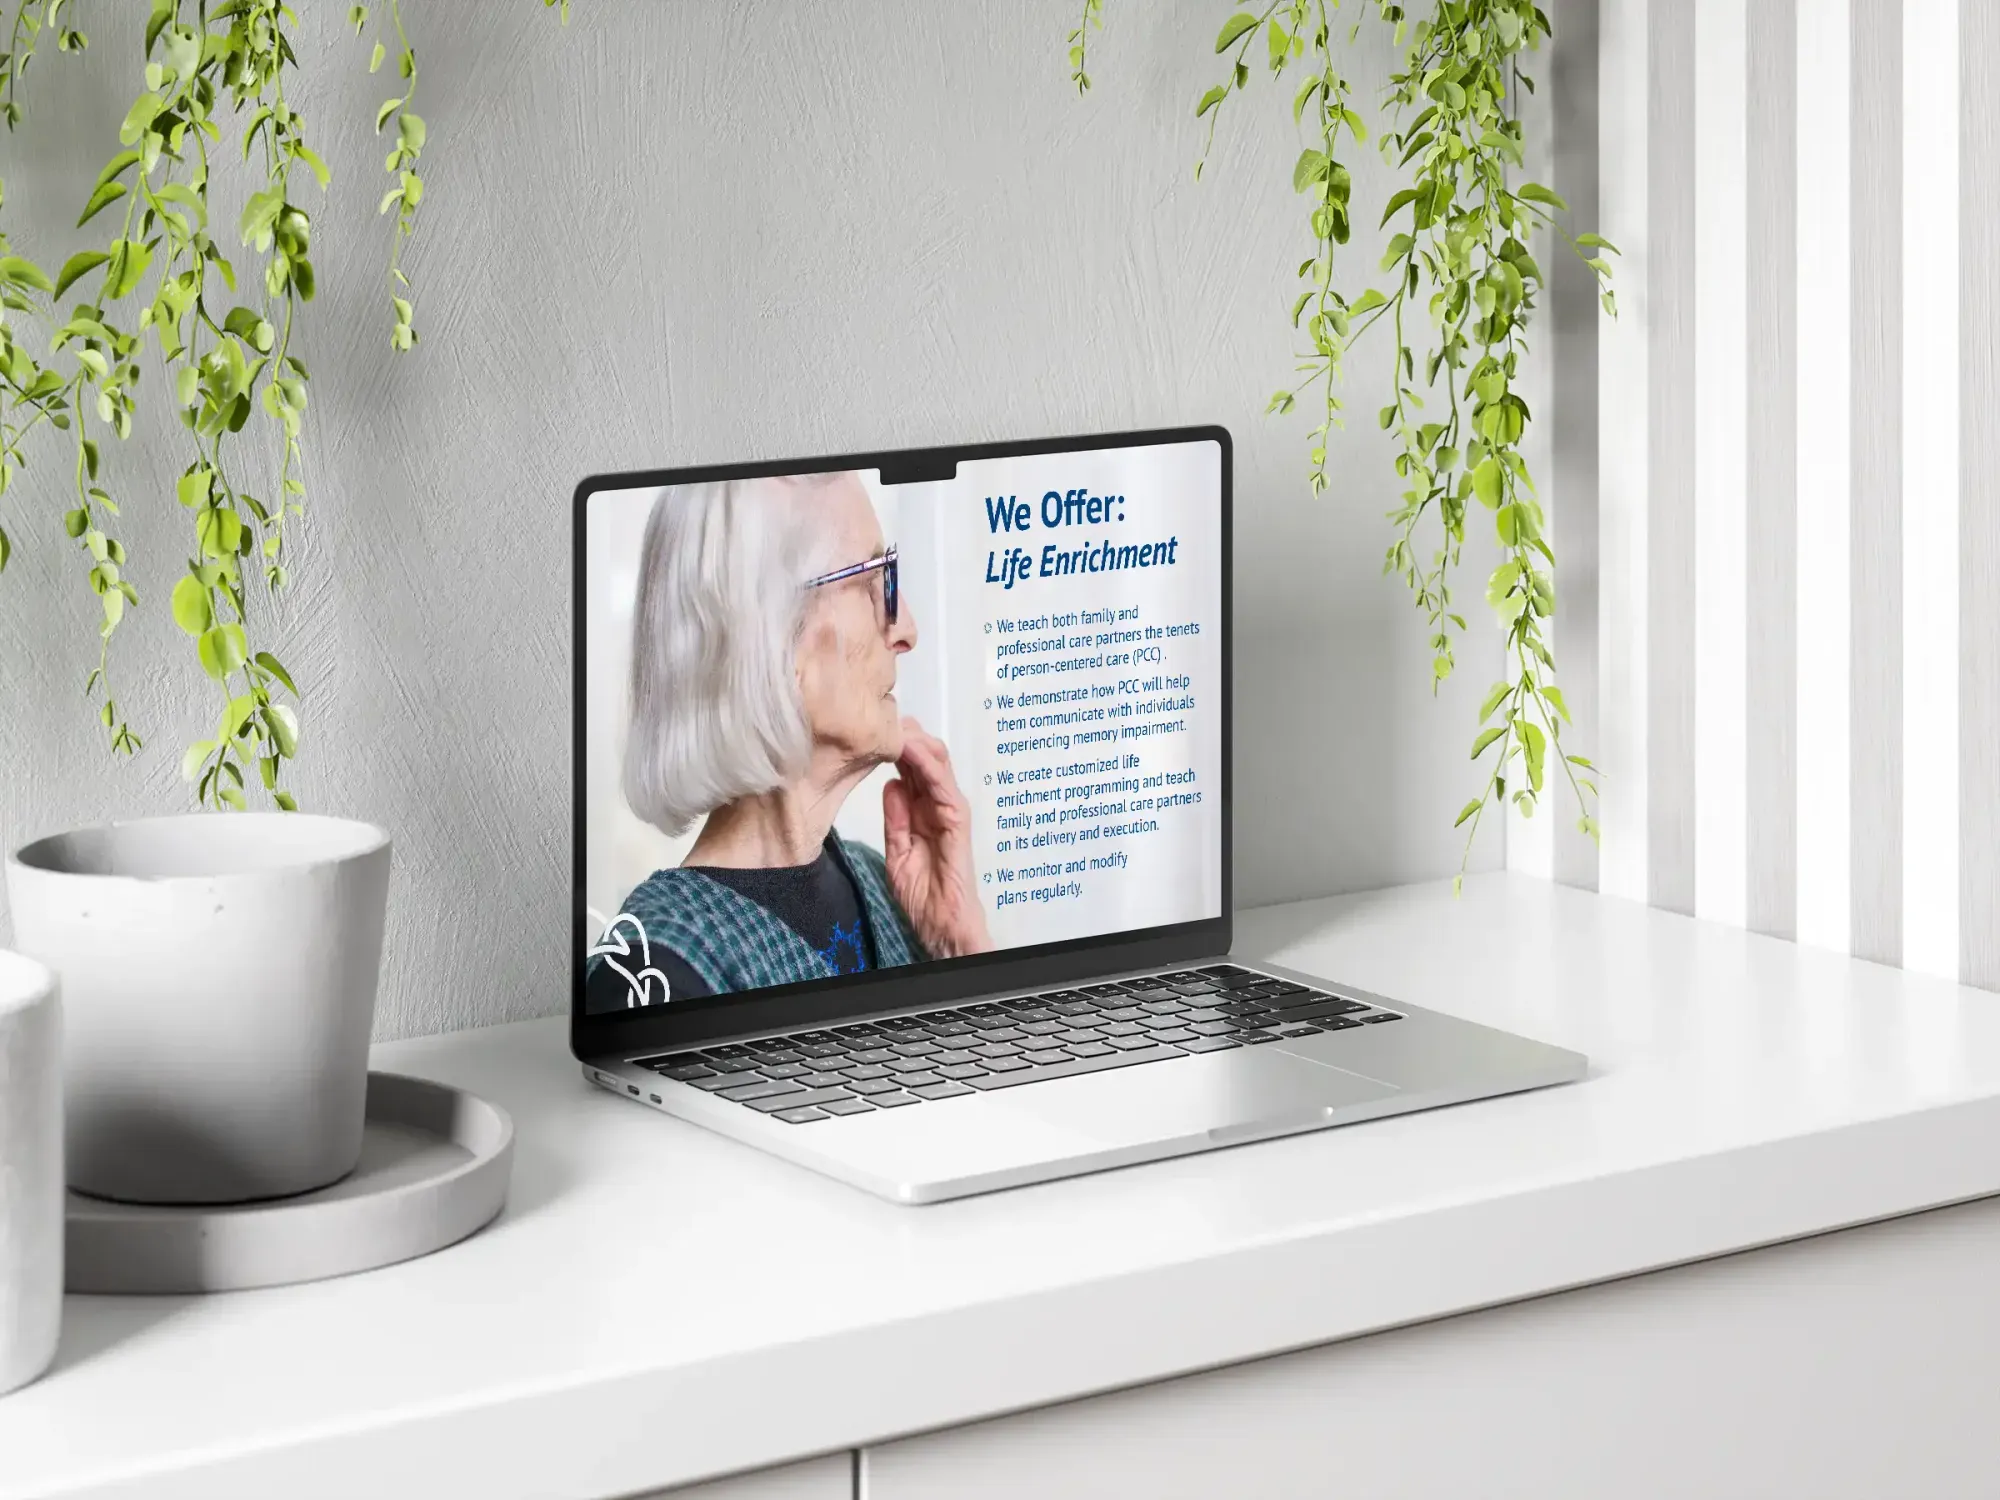 We Offer:
Life Enrichment
We teach both family and
professional care partners the tenets
of person-centered care (PCC) .
We demonstrate how PCC will help
them communicate with individuals
experiencing memory impairment.
We create customized life
enrichment programming and teach
family and professional care partners
on its delivery and execution.
We monitor and modify
plans regularly.